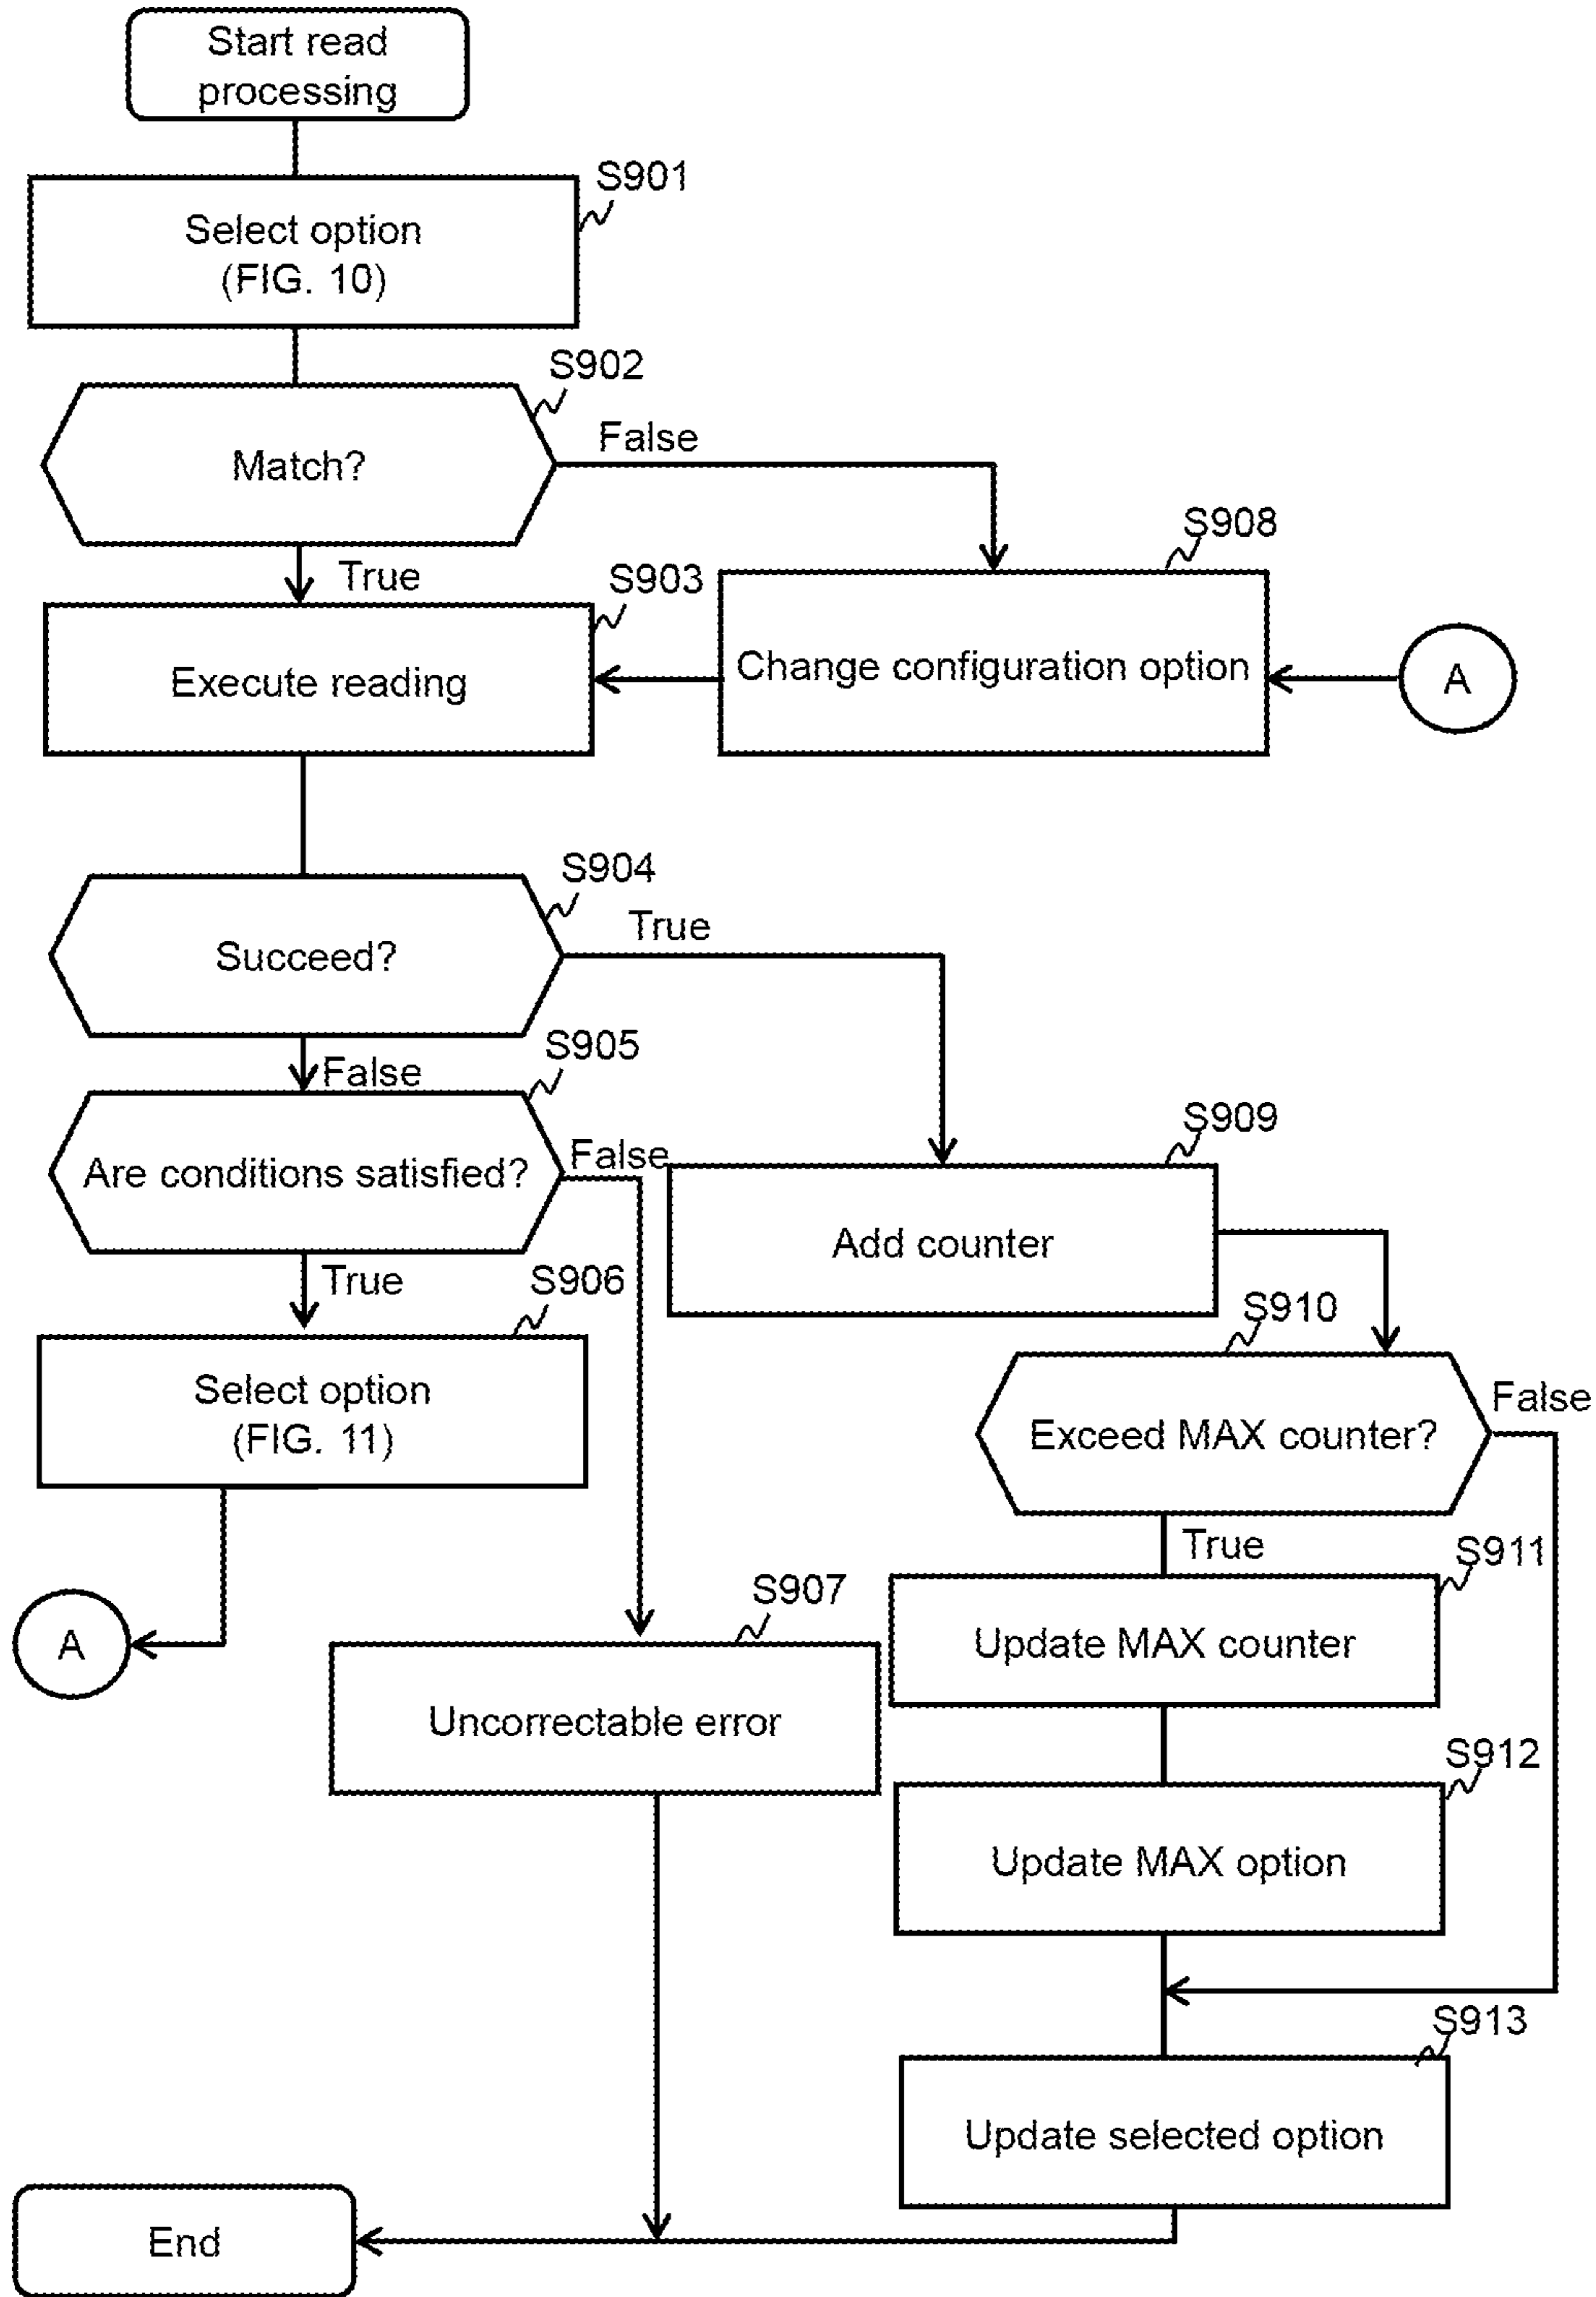 Start read
processing
S901
Select option
(FIG. 10)
S902
Match?
False
True
S903
Execute reading
S908
Change configuration option
A
S904
Succeed?
True
False
S905
Are conditions satisfied?
False
True
S909
Add counter
S906
Select option
(FIG. 11)
A
S910
Exceed MAX counter?
False
True
S907
Uncorrectable error
S911
Update MAX counter
S912
Update MAX option
S913
Update selected option
End